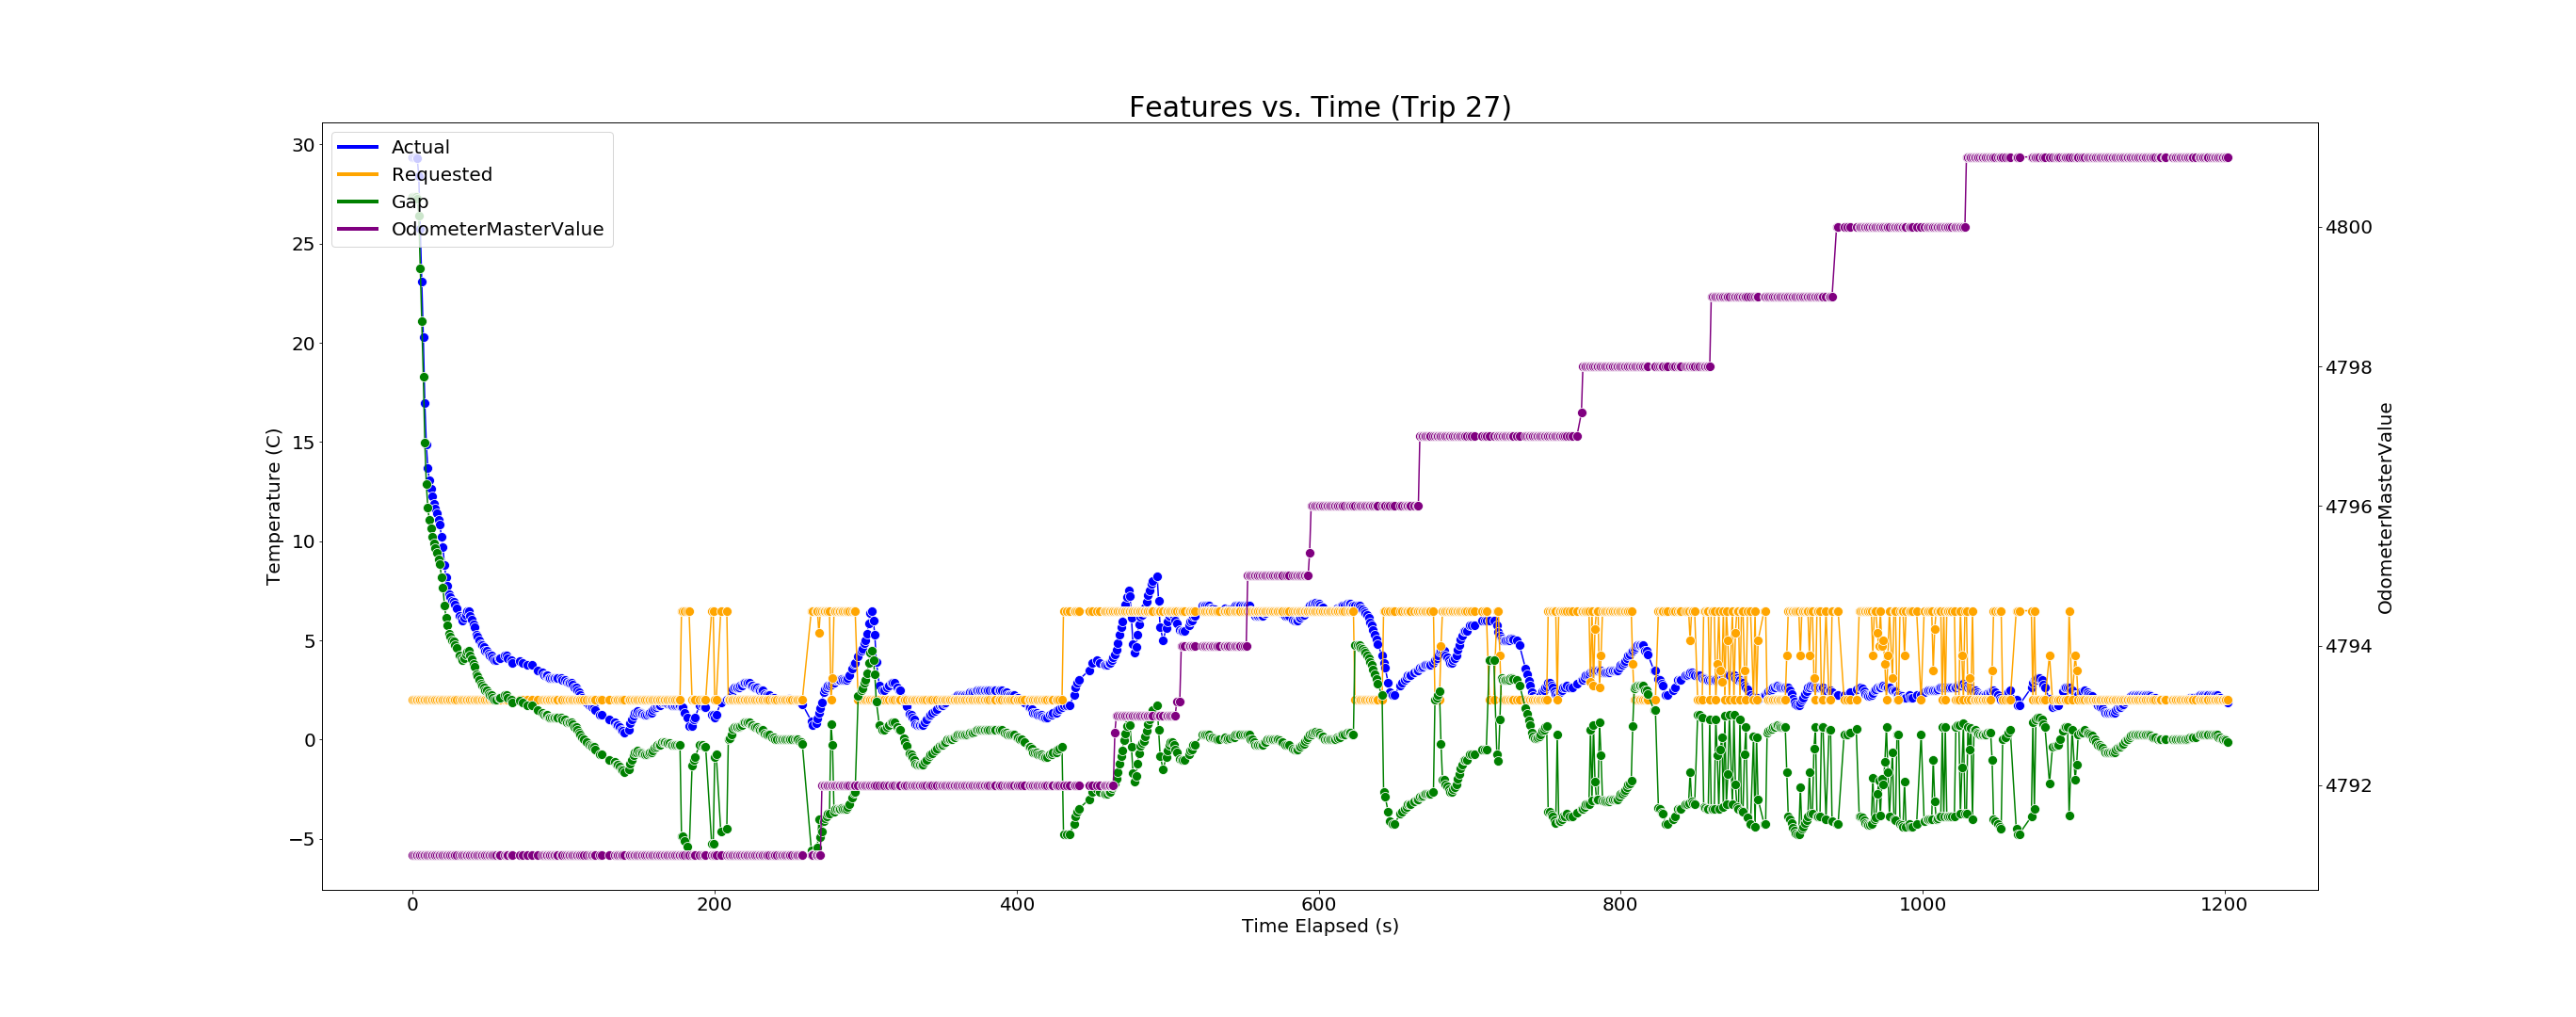 Features vs. Time (Trip 27)
Actual
Requested
Gap
OdometerMasterValue
30
25
20
15
10
5
0
−5
Temperature (C)
4800
4798
4796
4794
4792
OdometerMasterValue
0 200 400 600 800 1000 1200
Time Elapsed (s)